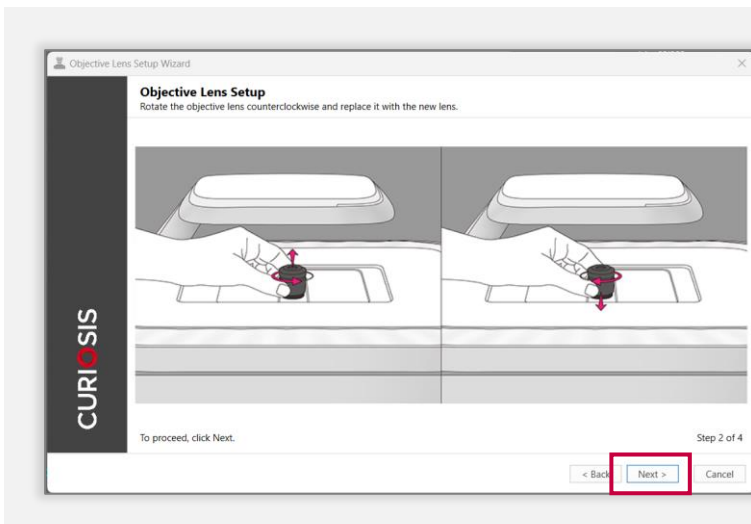 Objective Lens Setup Wizard
Objective Lens Setup
Rotate the objective lens counterclockwise and replace it with the new lens.
CURIOSIS
To proceed, click Next.
Step 2 of 4
< Back
Next >
Cancel